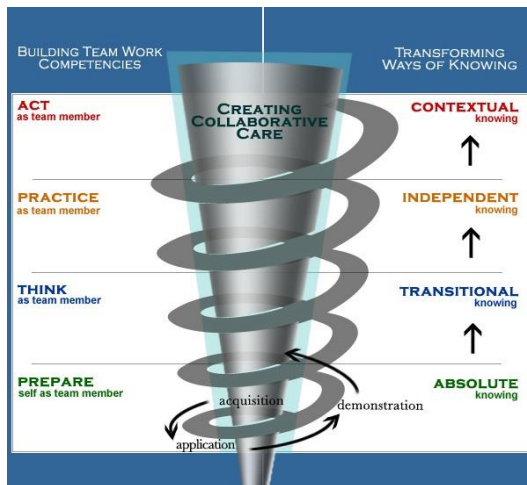 BUILDING TEAM WORK
COMPETENCIES
TRANSFORMING
WAYS OF KNOWING
CREATING
COLLABORATIVE
CARE
ACT
as team member
CONTEXTUAL
knowing
PRACTICE
as team member
INDEPENDENT
knowing
THINK
as team member
TRANSITIONAL
knowing
PREPARE
self as team member
ABSOLUTE
knowing
acquisition
demonstration
application